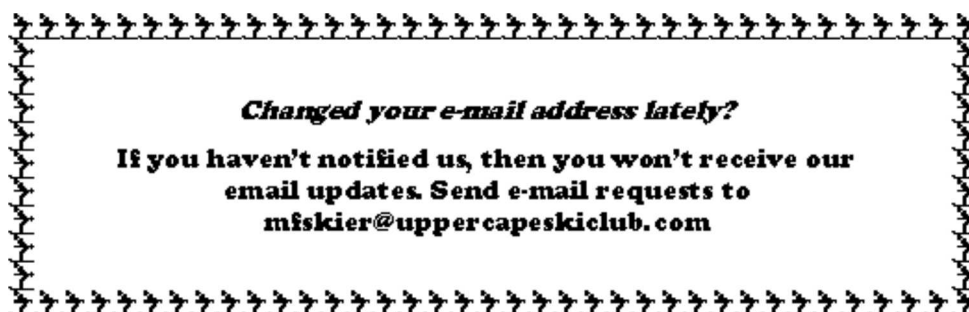 Changed your e-mail address lately?
If you haven't notified us, then you won't receive our
email updates. Send e-mail requests to
mfskier@uppercapeskiclub.com